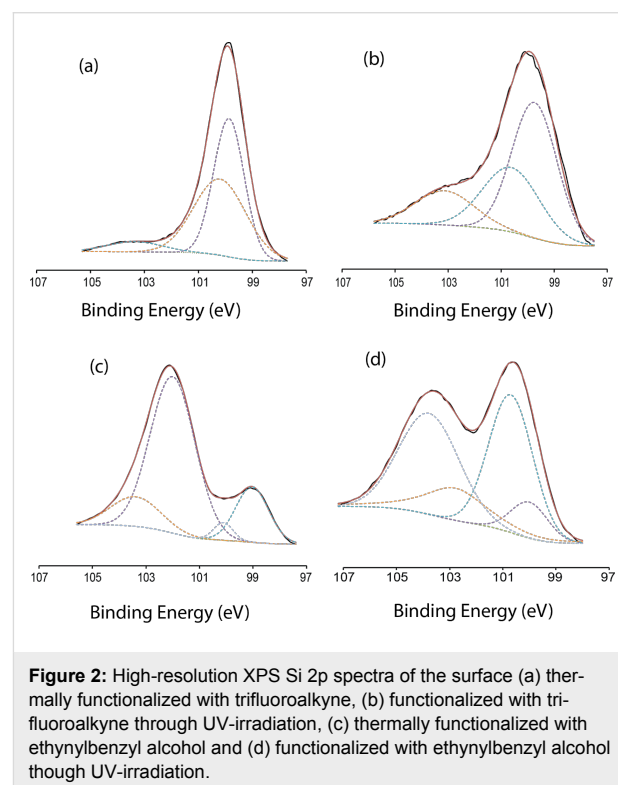 (a)
(b)
107 105 103 101 99 97
107 105 103 101 99 97
Binding Energy (eV)
Binding Energy (eV)
(c)
(d)
107 105 103 101 99 97
107 105 103 101 99 97
Binding Energy (eV)
Binding Energy (eV)
Figure 2: High-resolution XPS Si 2p spectra of the surface (a) ther-
mally functionalized with trifluoroalkyne, (b) functionalized with tri-
fluoroalkyne through UV-irradiation, (c) thermally functionalized with
ethynylbenzyl alcohol and (d) functionalized with ethynylbenzyl alcohol
though UV-irradiation.